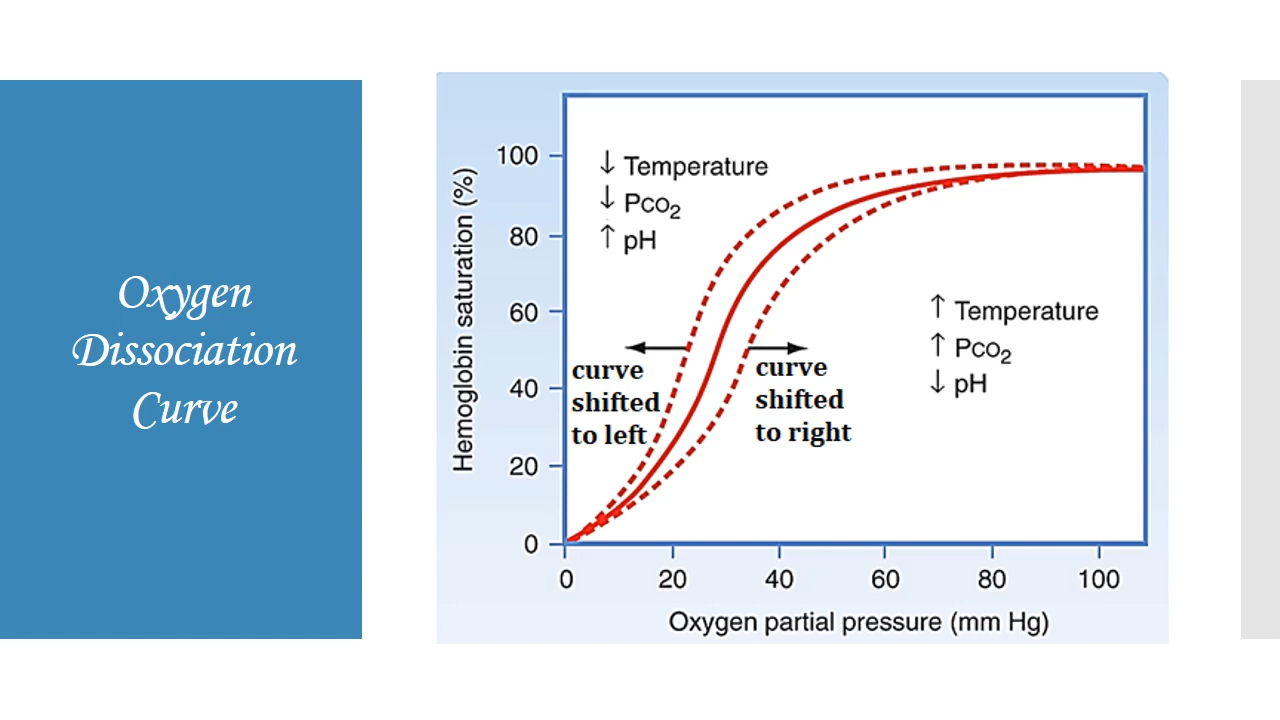 Oxygen
Dissociation
Curve
Hemoglobin saturation (%)
100
80
60
40
20
0
↓ Temperature
↓ PCO₂
↑ pH
curve
shifted
to left
curve
shifted
to right
↑ Temperature
↑ PCO₂
↓ pH
0 20 40 60 80 100
Oxygen partial pressure (mm Hg)